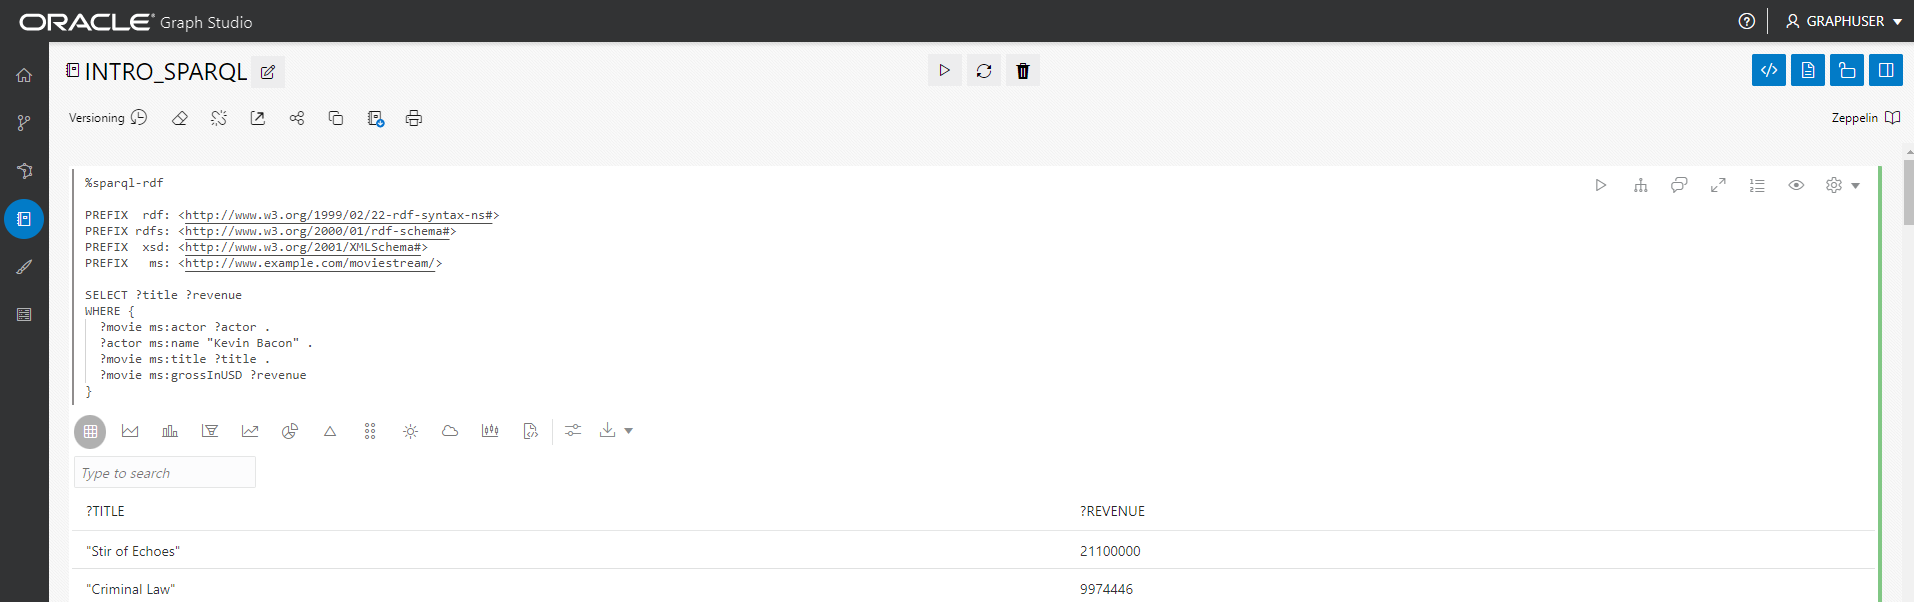 ORACLE® Graph Studio
GRAPHUSER
INTRO_SPARQL
Versioning
Zeppelin
%sparql-rdf
PREFIX  rdf: <http://www.w3.org/1999/02/22-rdf-syntax-ns#>
PREFIX rdfs: <http://www.w3.org/2000/01/rdf-schema#>
PREFIX  xsd: <http://www.w3.org/2001/XMLSchema#>
PREFIX   ms: <http://www.example.com/moviestream/>
SELECT ?title ?revenue
WHERE {
  ?movie ms:actor ?actor .
  ?actor ms:name "Kevin Bacon" .
  ?movie ms:title ?title .
  ?movie ms:grossInUSD ?revenue
}
Type to search
?TITLE ?REVENUE
"Stir of Echoes" 21100000
"Criminal Law" 9974446